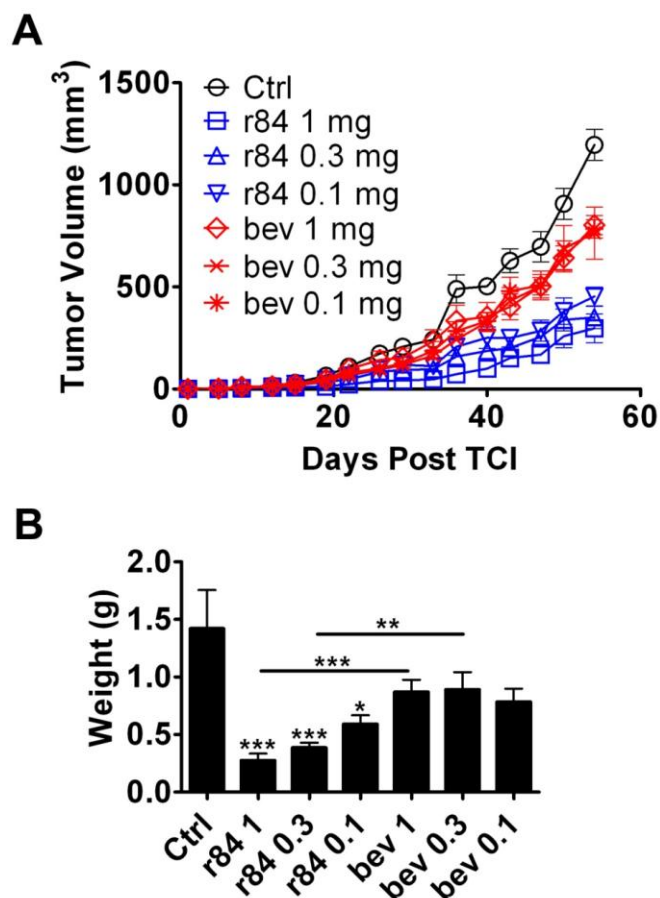 A
Tumor Volume (mm³)
1500
1000
500
0
Ctrl
r84 1 mg
r84 0.3 mg
r84 0.1 mg
bev 1 mg
bev 0.3 mg
bev 0.1 mg
0 20 40 60
Days Post TCI
B
Weight (g)
2.0
1.5
1.0
0.5
0.0
**
***
*** *** *
Ctrl r84 1 r84 0.3 r84 0.1 bev 1 bev 0.3 bev 0.1